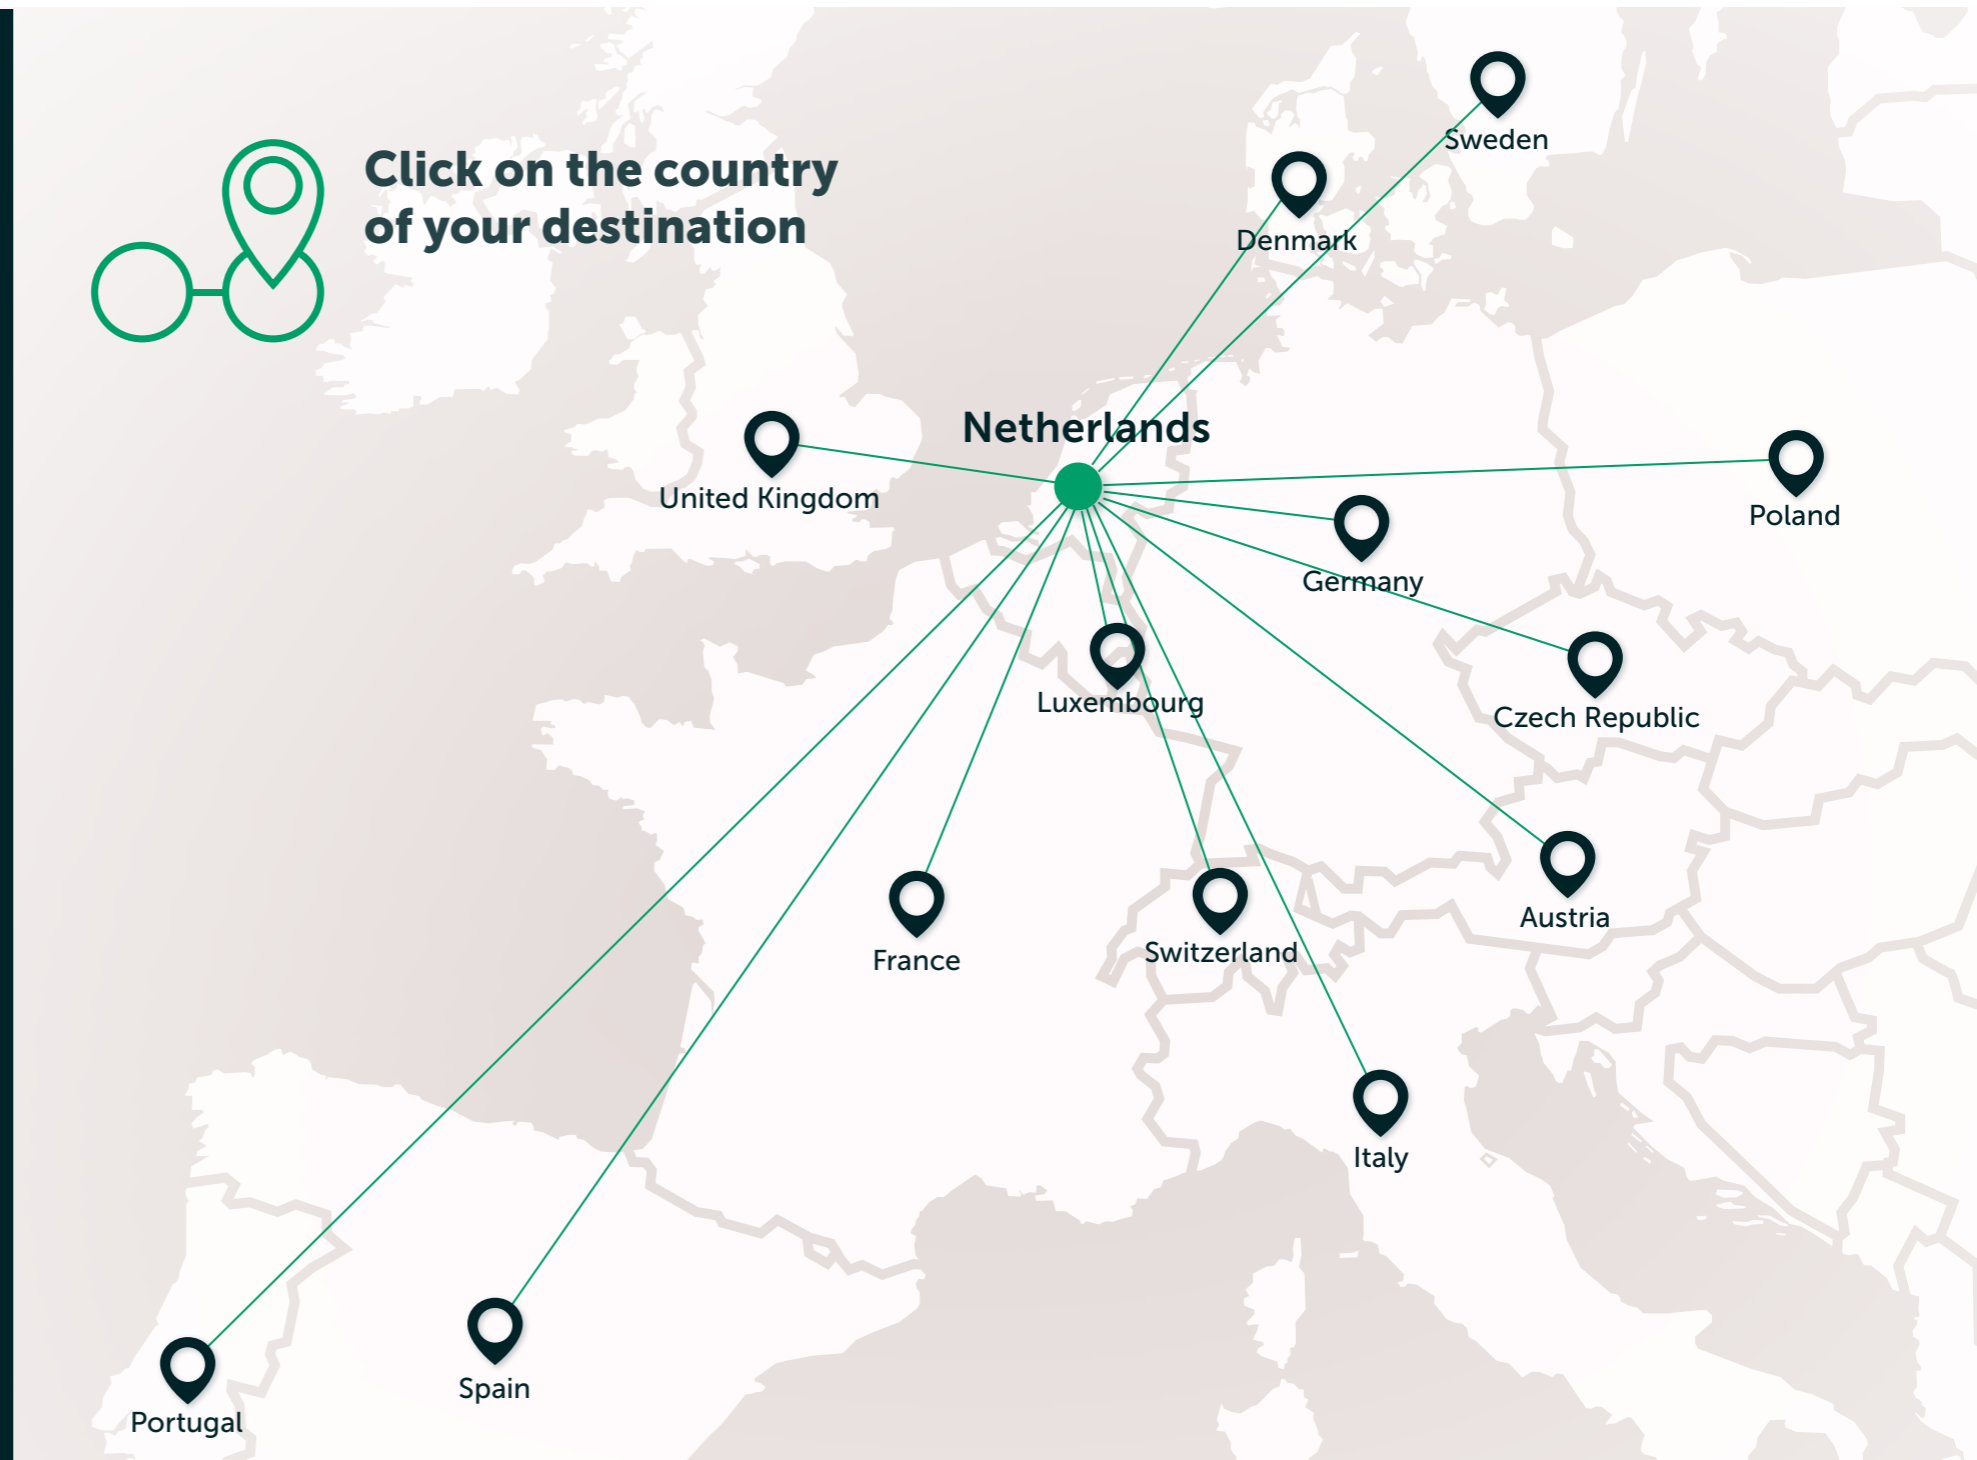 Click on the country
of your destination
Sweden
Denmark
Netherlands
United Kingdom
Poland
Germany
Luxembourg
Czech Republic
Austria
France
Switzerland
Italy
Spain
Portugal